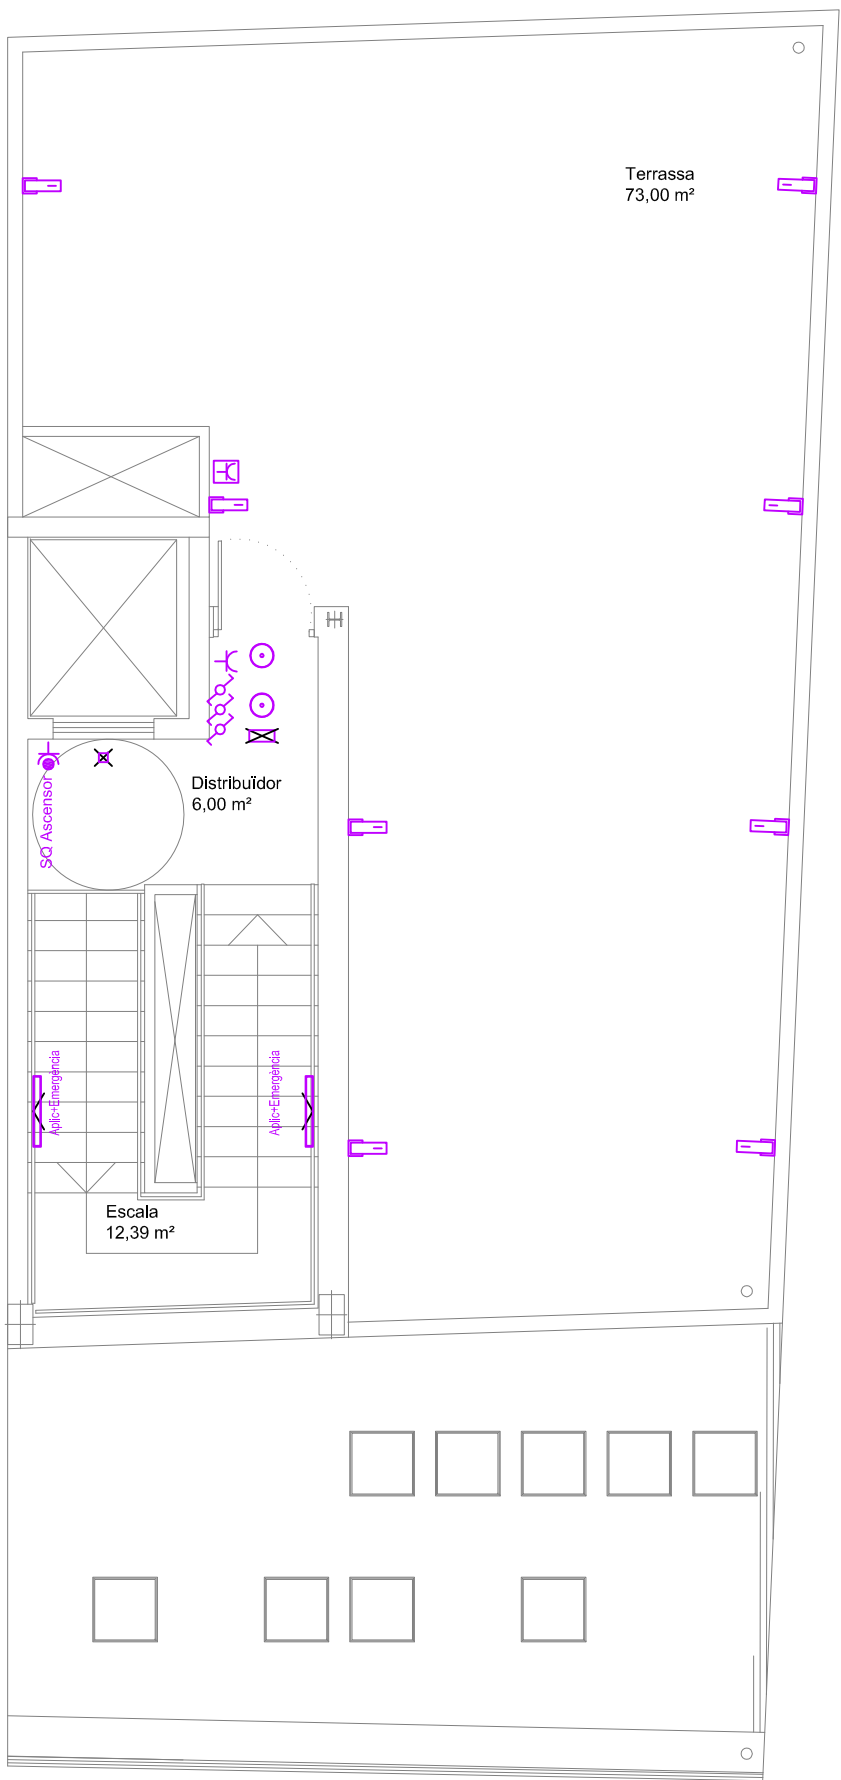 Terrassa
73,00 m²
Distribuïdor
6,00 m²
SQ Ascensor
Aplic+Emergència
Aplic+Emergència
Escala
12,39 m²